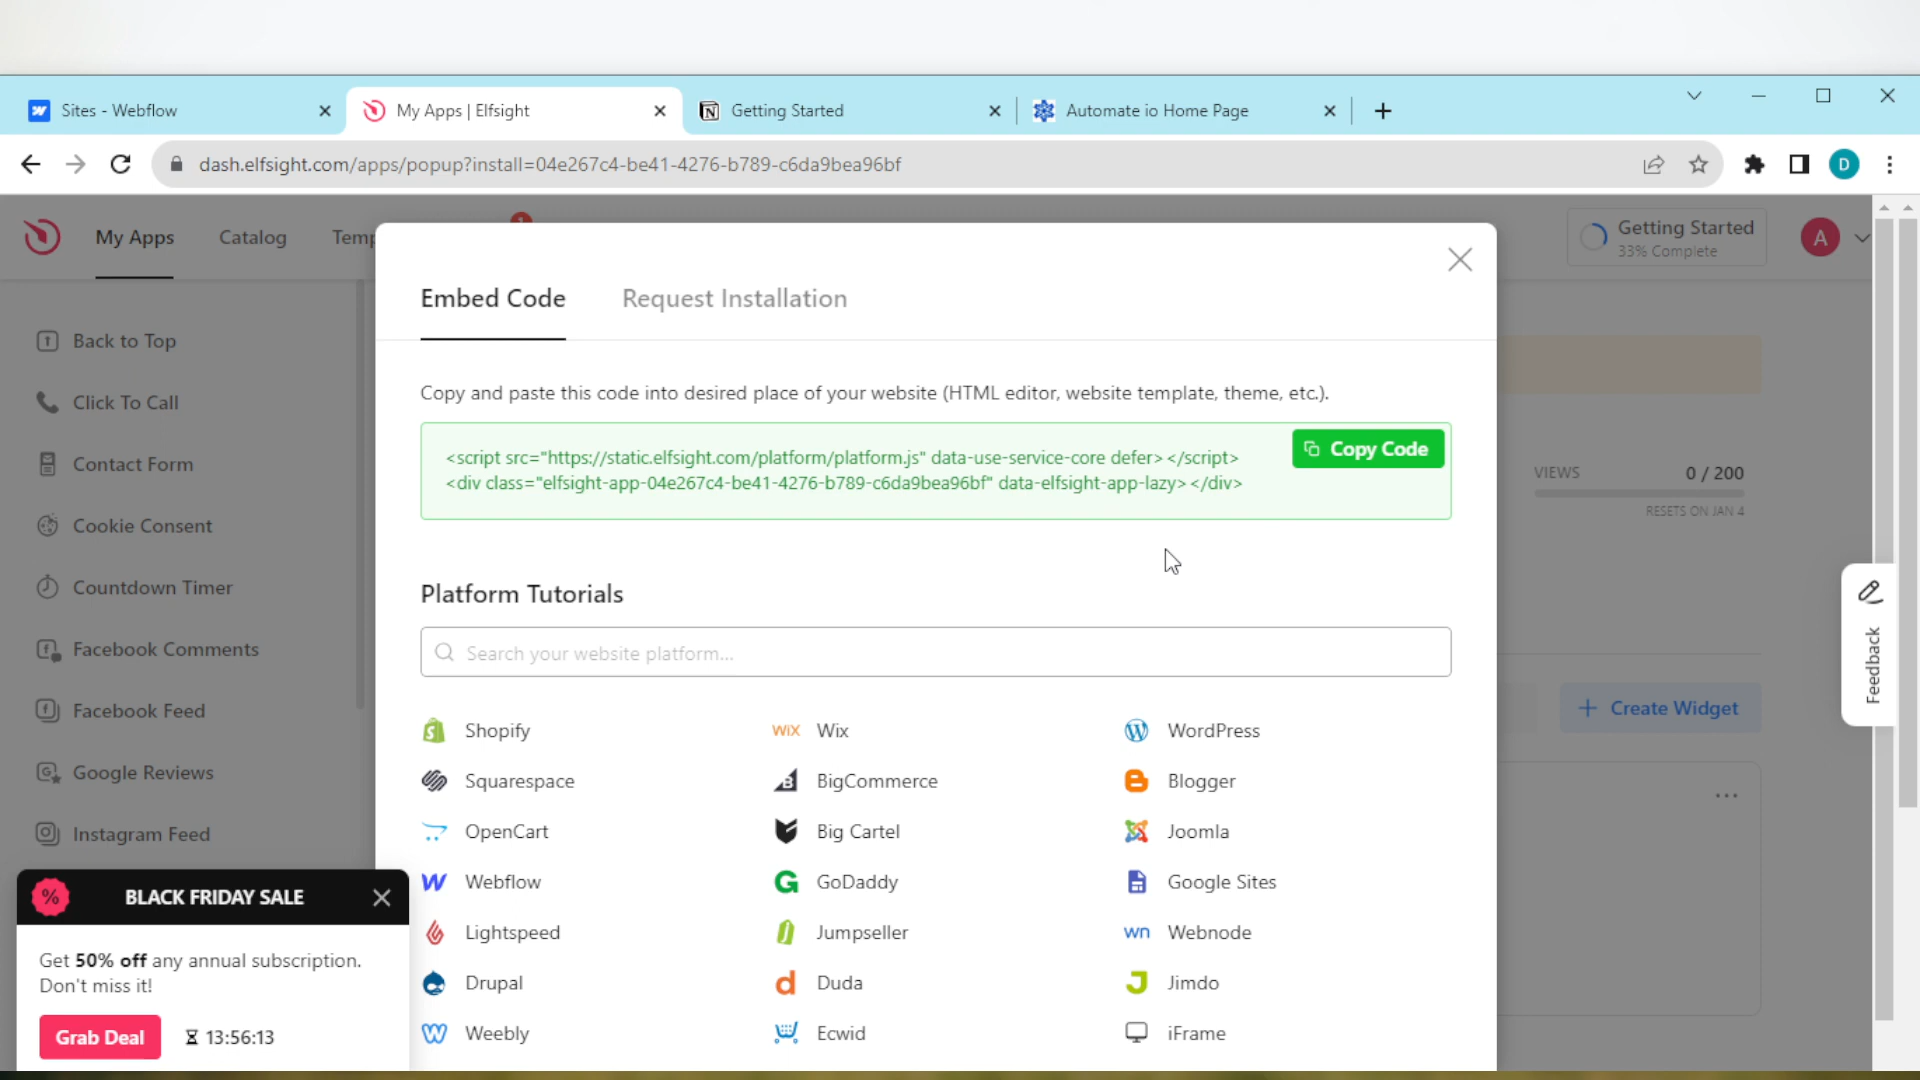 Sites - Webflow
My Apps | Elfsight
Getting Started
Automate io Home Page
dash.elfsight.com/apps/popup?install=04e267c4-be41-4276-b789-c6da9bea96bf
D
My Apps
Catalog
Temp
Getting Started
33% Complete
A
Back to Top
Click To Call
Contact Form
Cookie Consent
Countdown Timer
Facebook Comments
Facebook Feed
Google Reviews
Instagram Feed
Embed Code
Request Installation
Copy and paste this code into desired place of your website (HTML editor, website template, theme, etc.).
<script src="https://static.elfsight.com/platform/platform.js" data-use-service-core defer></script>
<div class="elfsight-app-04e267c4-be41-4276-b789-c6da9bea96bf" data-elfsight-app-lazy></div>
Copy Code
VIEWS 0 / 200
RESETS ON JAN 4
Platform Tutorials
Search your website platform...
Shopify
WIX Wix
WordPress
Squarespace
BigCommerce
Blogger
OpenCart
Big Cartel
Joomla
Webflow
GoDaddy
Google Sites
Lightspeed
Jumpseller
wn Webnode
Drupal
Duda
Jimdo
Weebly
Ecwid
iFrame
Create Widget
Feedback
% BLACK FRIDAY SALE
Get 50% off any annual subscription.
Don't miss it!
Grab Deal
13:56:13